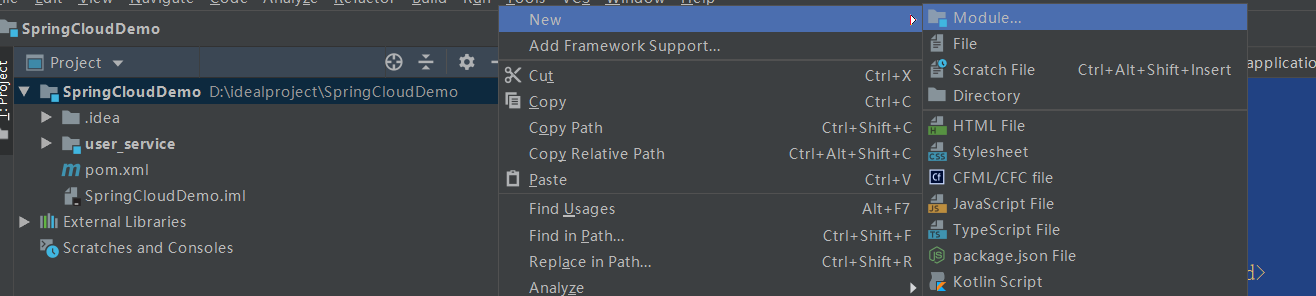 SpringCloudDemo
1: Project
Project
SpringCloudDemo D:\idealproject\SpringCloudDemo
.idea
user_service
pom.xml
SpringCloudDemo.iml
External Libraries
Scratches and Consoles
New
Add Framework Support...
Cut Ctrl+X
Copy Ctrl+C
Copy Path Ctrl+Shift+C
Copy Relative Path Ctrl+Alt+Shift+C
Paste Ctrl+V
Find Usages Alt+F7
Find in Path... Ctrl+Shift+F
Replace in Path... Ctrl+Shift+R
Analyze
Module...
File
Scratch File Ctrl+Alt+Shift+Insert
Directory
HTML File
Stylesheet
CFML/CFC file
JavaScript File
TypeScript File
package.json File
Kotlin Script
applicatio
d>